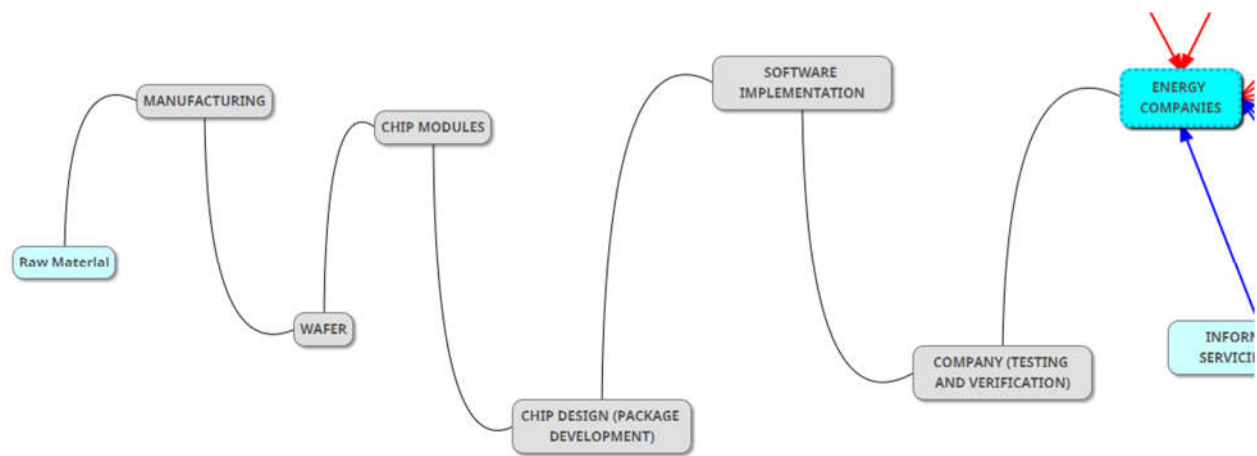 Raw Material
MANUFACTURING
WAFER
CHIP MODULES
CHIP DESIGN (PACKAGE
DEVELOPMENT)
SOFTWARE
IMPLEMENTATION
COMPANY (TESTING
AND VERIFICATION)
ENERGY
COMPANIES